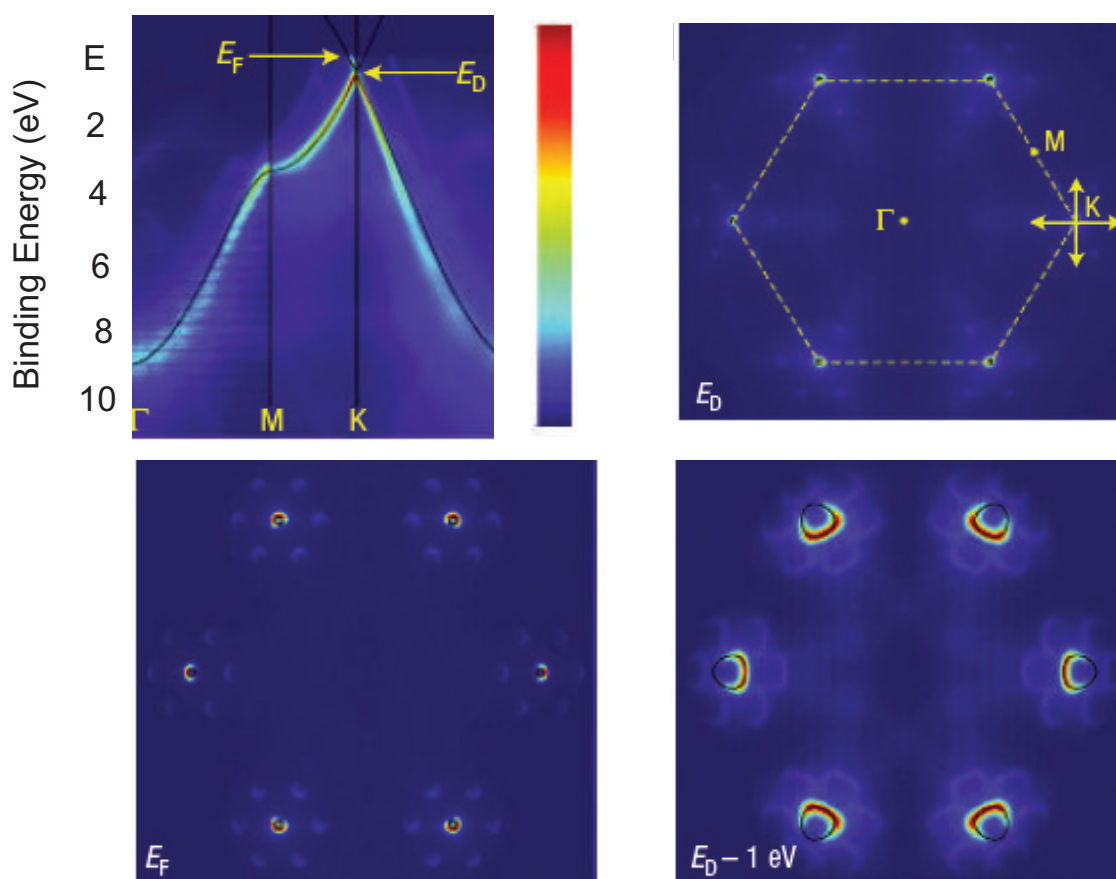 Binding Energy (eV)
E
2
4
6
8
10
E_F
E_D
Γ
M
K
Γ
M
K
E_D
E_F
E_D – 1 eV